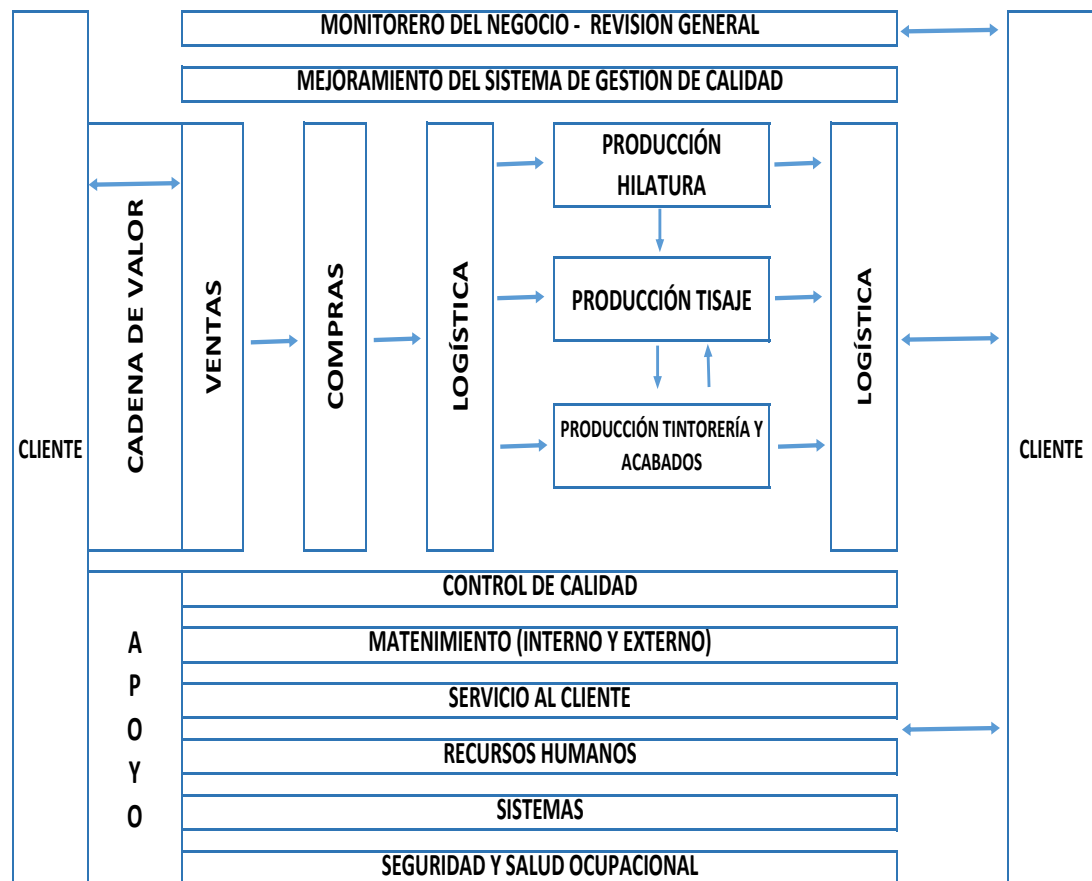 MONITORERO DEL NEGOCIO - REVISION GENERAL
MEJORAMIENTO DEL SISTEMA DE GESTION DE CALIDAD
CLIENTE
CADENA DE VALOR
VENTAS
COMPRAS
LOGÍSTICA
PRODUCCIÓN
HILATURA
PRODUCCIÓN TISAJE
PRODUCCIÓN TINTORERÍA Y
ACABADOS
LOGÍSTICA
CLIENTE
APOYO
CONTROL DE CALIDAD
MATENIMIENTO (INTERNO Y EXTERNO)
SERVICIO AL CLIENTE
RECURSOS HUMANOS
SISTEMAS
SEGURIDAD Y SALUD OCUPACIONAL